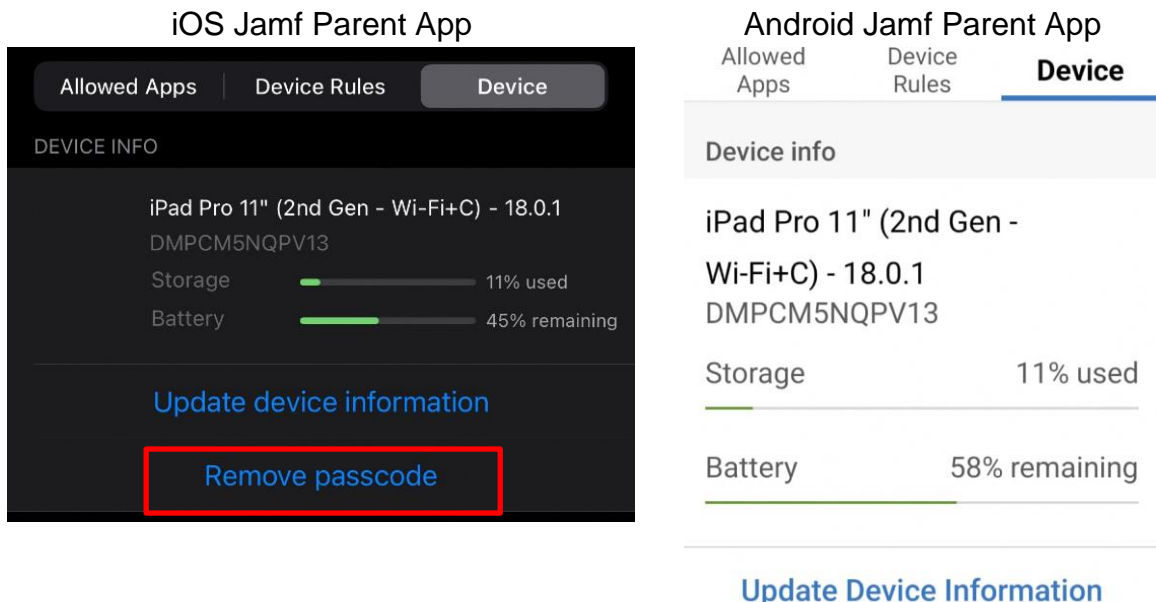 iOS Jamf Parent App
Allowed Apps
Device Rules
Device
DEVICE INFO
iPad Pro 11" (2nd Gen - Wi-Fi+C) - 18.0.1
DMPCM5NQPV13
Storage 11% used
Battery 45% remaining
Update device information
Remove passcode
Android Jamf Parent App
Allowed
Apps
Device
Rules
Device
Device info
iPad Pro 11" (2nd Gen -
Wi-Fi+C) - 18.0.1
DMPCM5NQPV13
Storage 11% used
Battery 58% remaining
Update Device Information